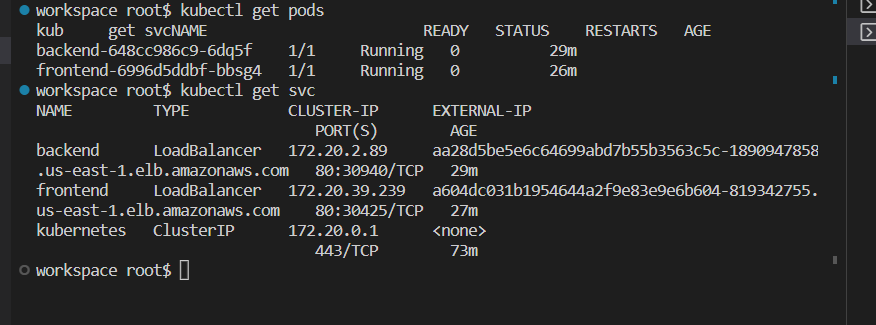 workspace root$ kubectl get pods
kub     get svcNAME                        READY   STATUS    RESTARTS   AGE
backend-648cc986c9-6dq5f    1/1     Running   0          29m
frontend-6996d5ddbf-bbsg4   1/1     Running   0          26m
workspace root$ kubectl get svc
NAME         TYPE           CLUSTER-IP      EXTERNAL-IP
PORT(S)        AGE
backend      LoadBalancer   172.20.2.89     aa28d5be5e6c64699abd7b55b3563c5c-1890947858
.us-east-1.elb.amazonaws.com   80:30940/TCP   29m
frontend     LoadBalancer   172.20.39.239   a604dc031b1954644a2f9e83e9e6b604-819342755.
us-east-1.elb.amazonaws.com    80:30425/TCP   27m
kubernetes   ClusterIP      172.20.0.1      <none>
443/TCP        73m
workspace root$